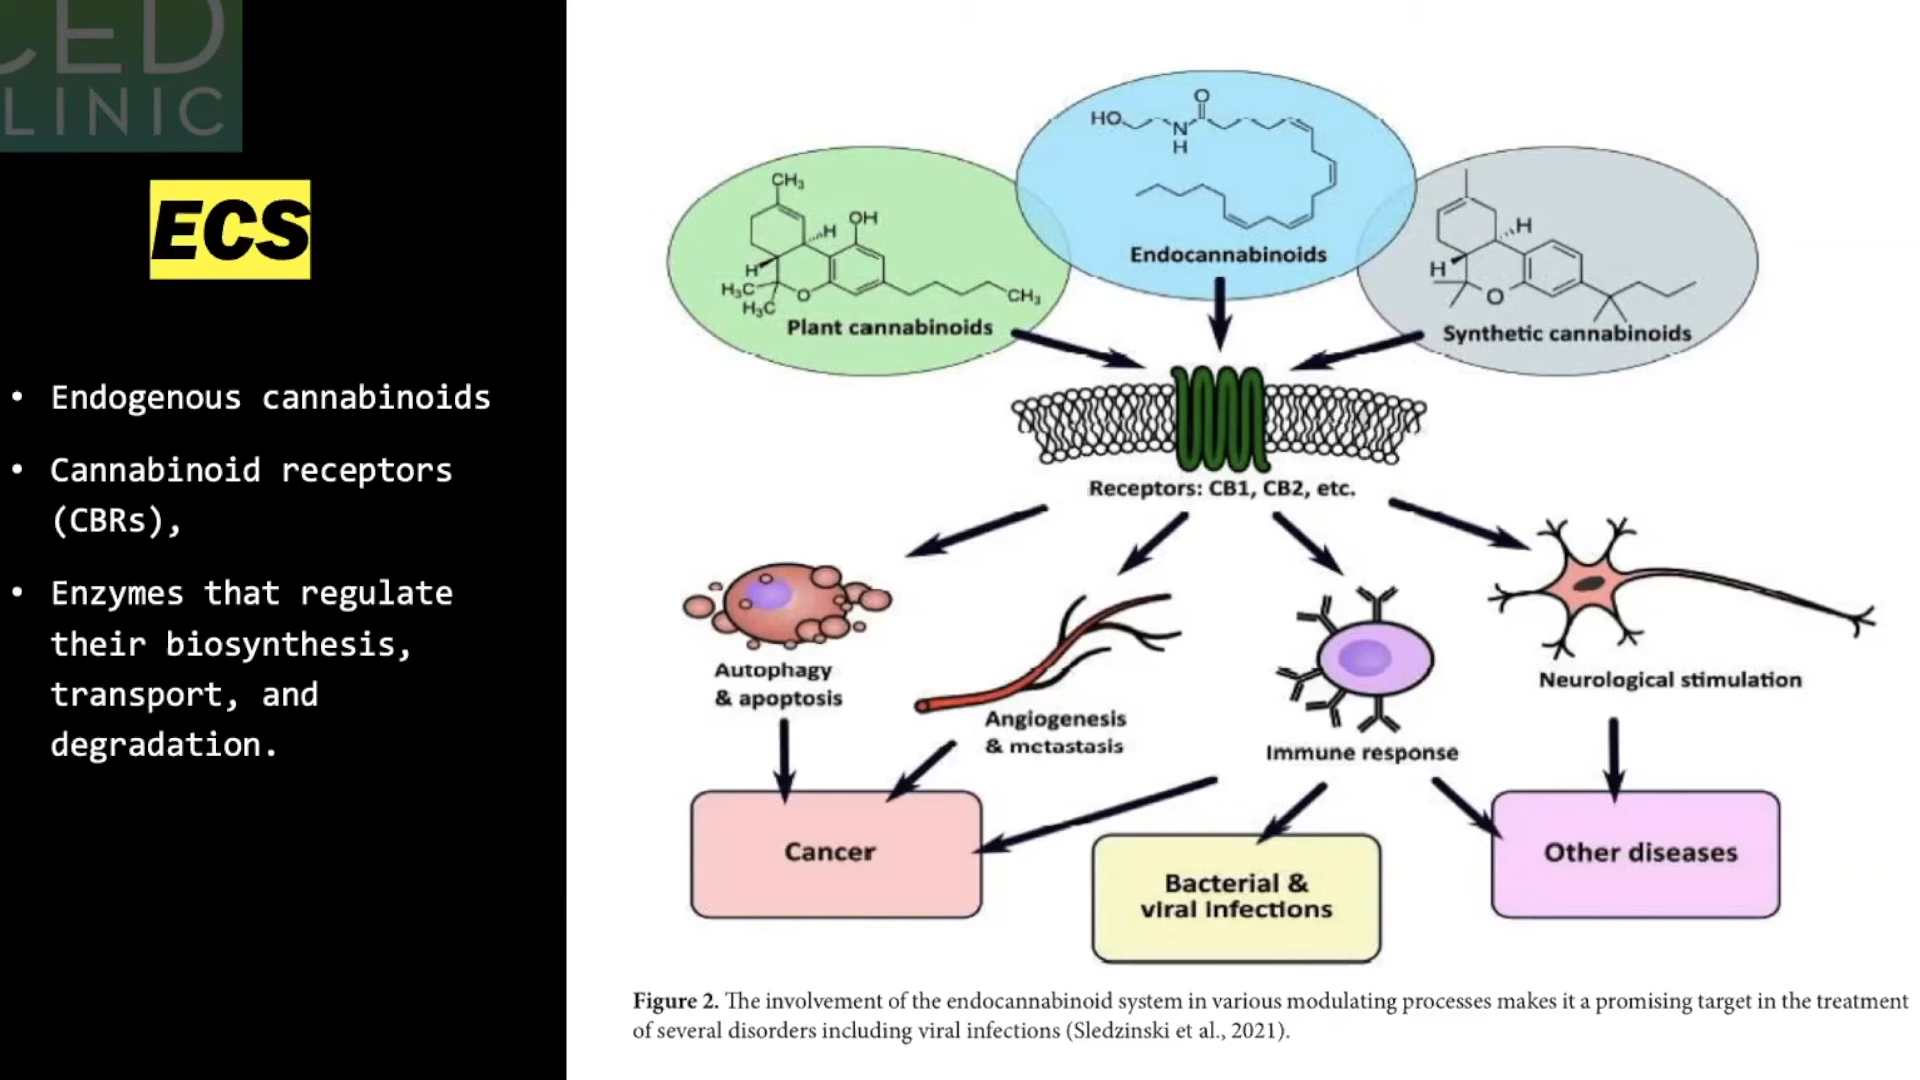 CED
LINIC
ECS
• Endogenous cannabinoids
• Cannabinoid receptors
(CBRs),
• Enzymes that regulate
their biosynthesis,
transport, and
degradation.
HO
O
N
H
Endocannabinoids
CH3
OH
H
H
H3C
H3C
O
CH3
Plant cannabinoids
H
H
O
Synthetic cannabinoids
Receptors: CB1, CB2, etc.
Autophagy
& apoptosis
Angiogenesis
& metastasis
Immune response
Neurological stimulation
Cancer
Bacterial &
viral infections
Other diseases
Figure 2. The involvement of the endocannabinoid system in various modulating processes makes it a promising target in the treatment
of several disorders including viral infections (Sledzinski et al., 2021).